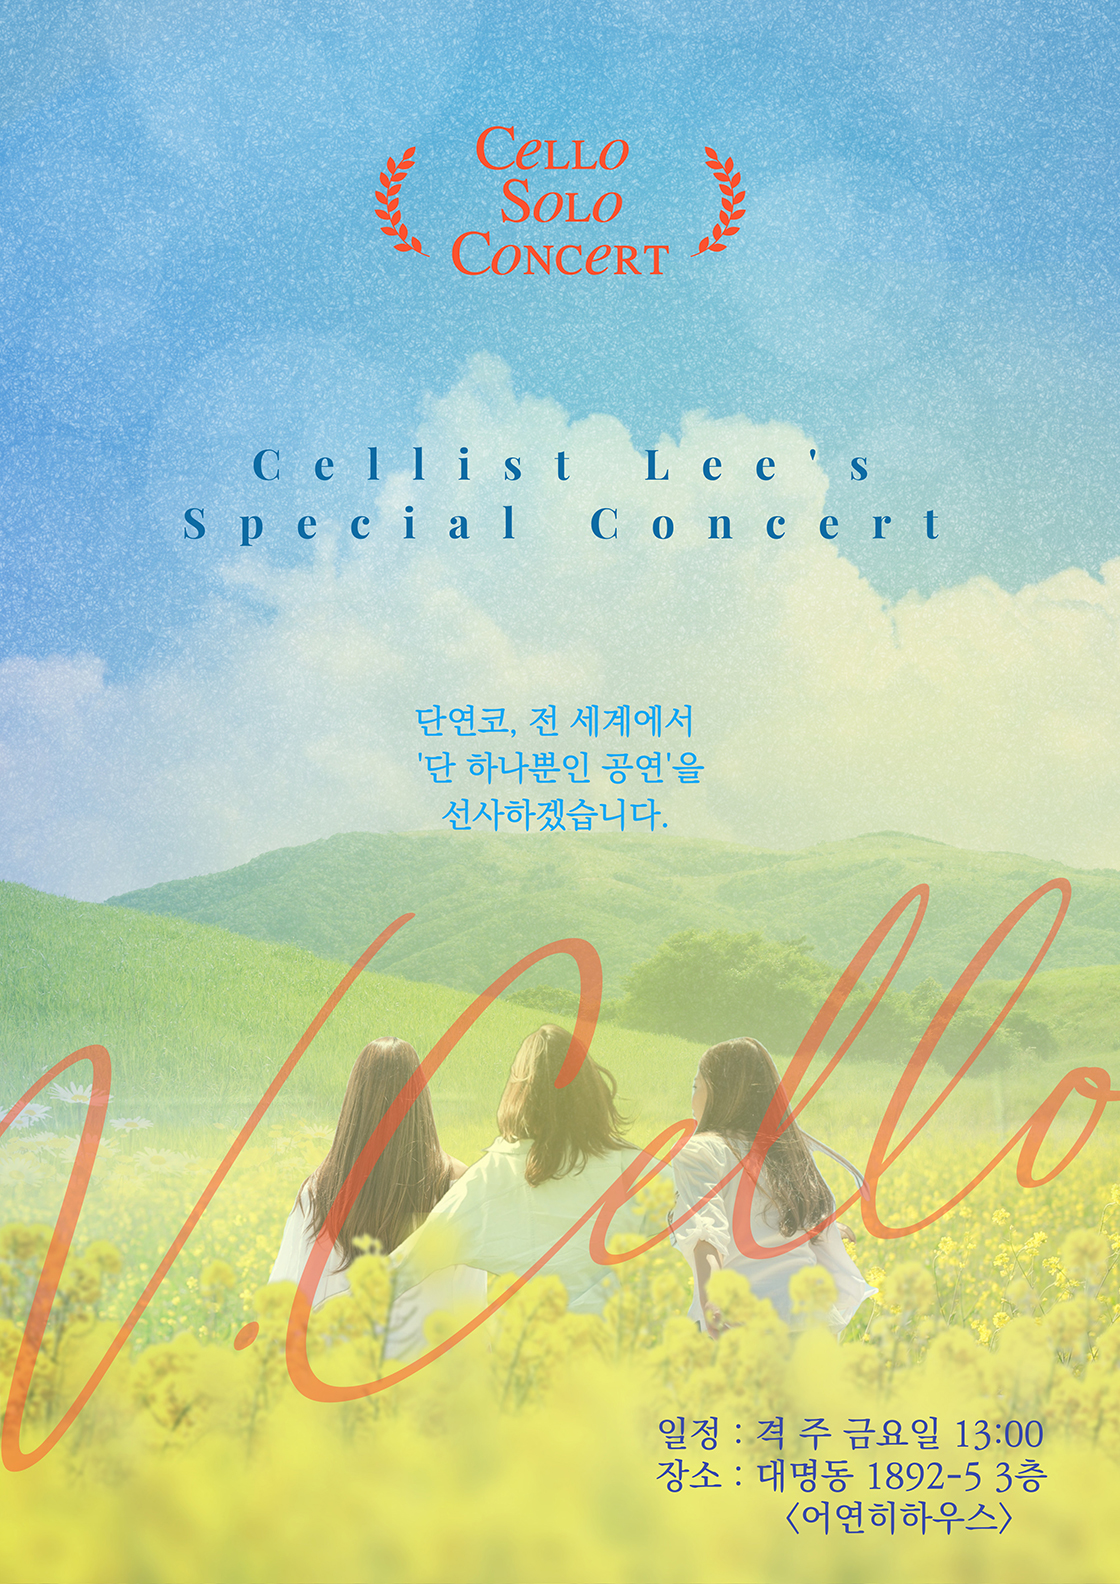 CeLLo
SoLo
CoNCeRT
Cellist Lee's
Special Concert
단연코, 전 세계에서
'단 하나뿐인 공연'을
선사하겠습니다.
V.Cello
일정 : 격 주 금요일 13:00
장소 : 대명동 1892-5 3층
〈어연히하우스〉